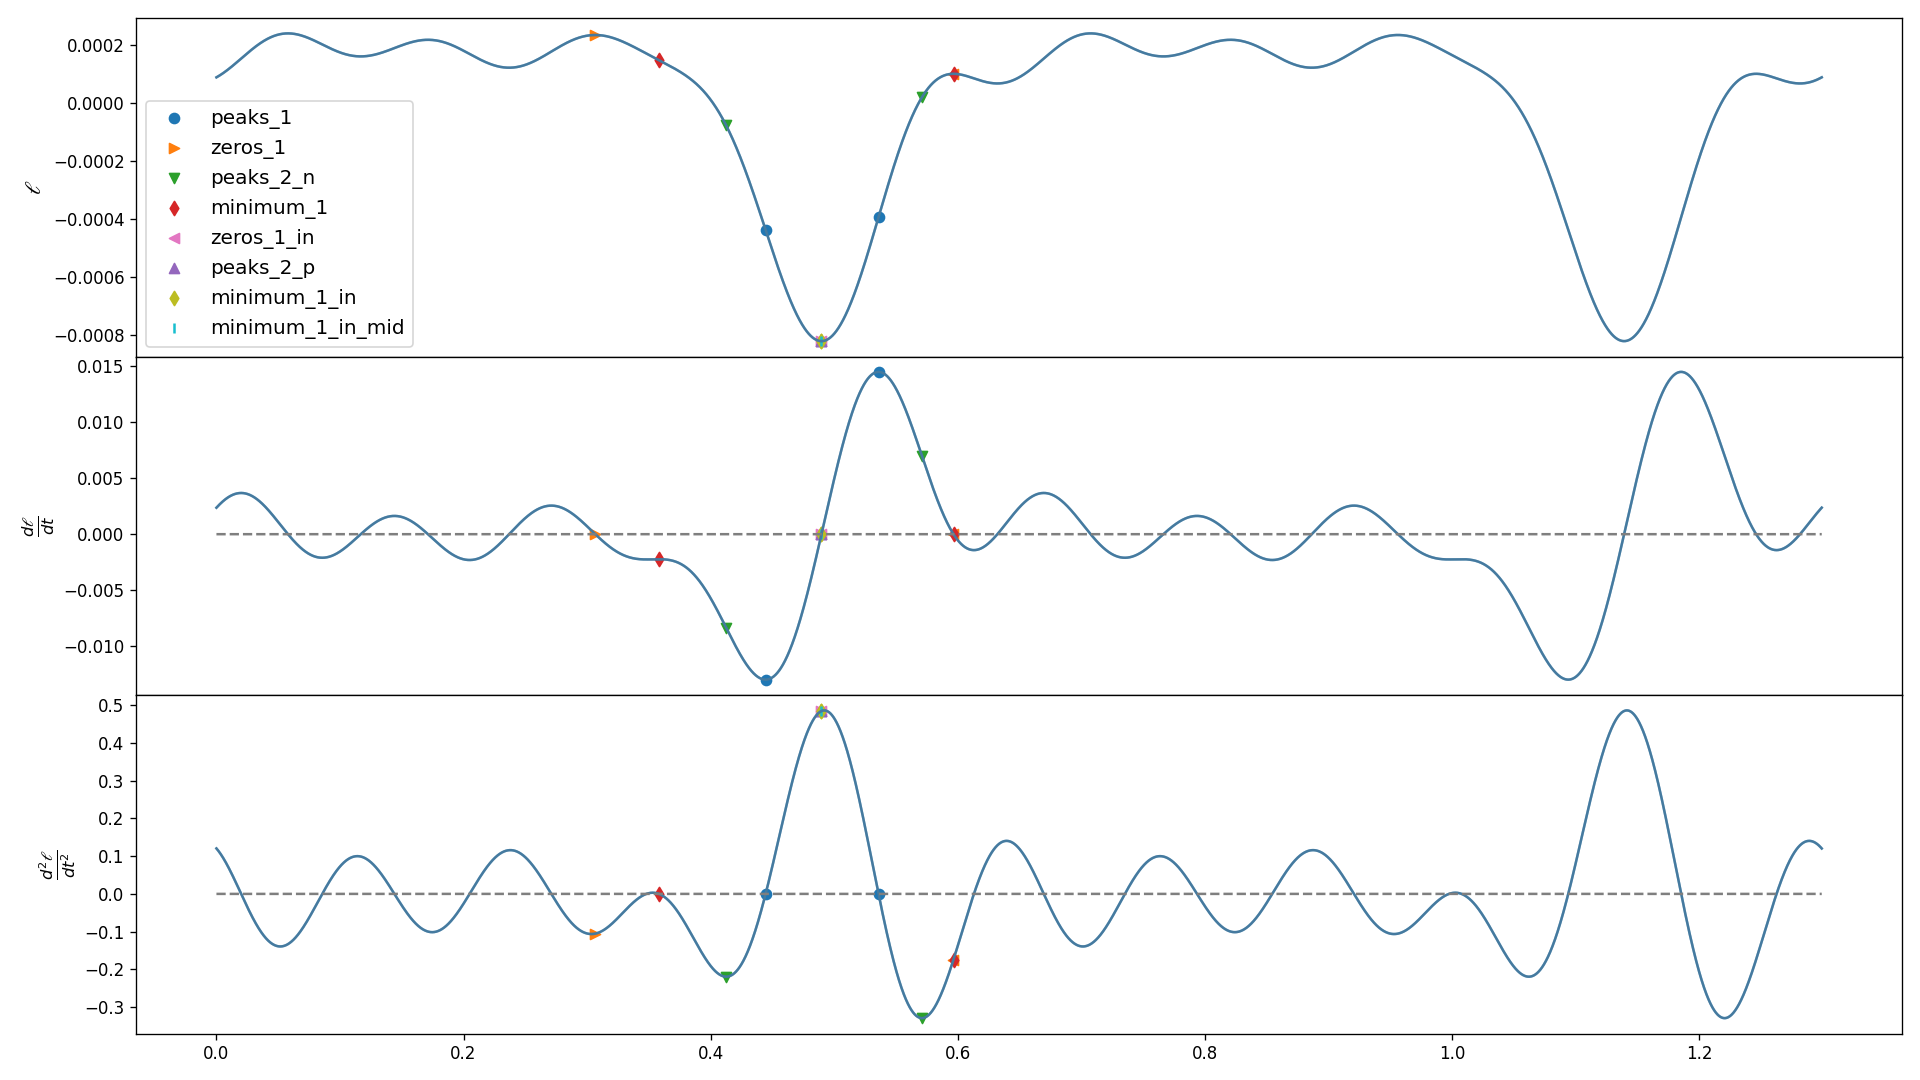 0.0002
0.0000
−0.0002
−0.0004
−0.0006
−0.0008
ℓ
peaks_1
zeros_1
peaks_2_n
minimum_1
zeros_1_in
peaks_2_p
minimum_1_in
minimum_1_in_mid
0.015
0.010
0.005
0.000
−0.005
−0.010
dℓ
dt
0.5
0.4
0.3
0.2
0.1
0.0
−0.1
−0.2
−0.3
d²ℓ
dt²
0.0 0.2 0.4 0.6 0.8 1.0 1.2